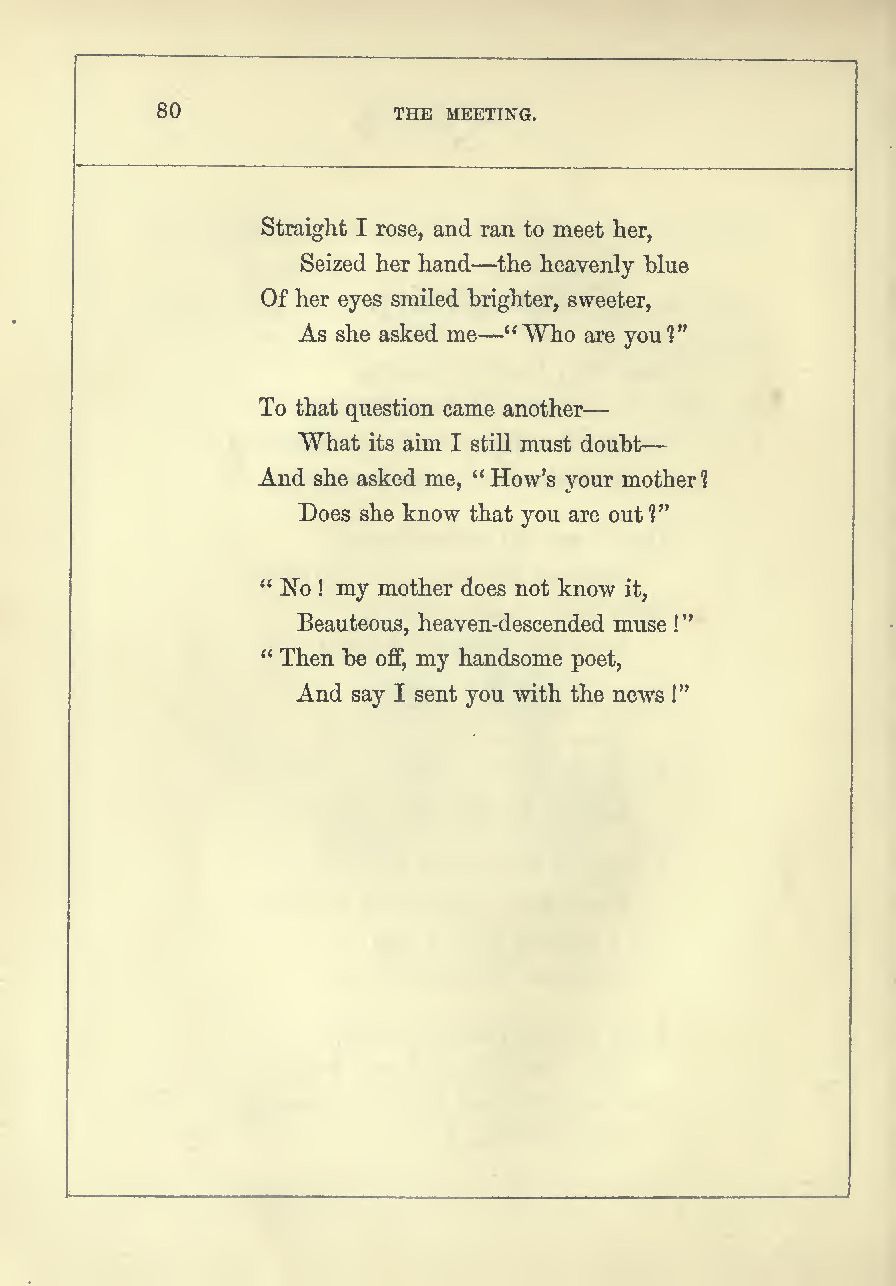 80 THE MEETING.
Straight I rose, and ran to meet her,
Seized her hand—the heavenly blue
Of her eyes smiled brighter, sweeter,
As she asked me—“Who are you?”
To that question came another—
What its aim I still must doubt—
And she asked me, “How’s your mother?
Does she know that you are out?”
“No! my mother does not know it,
Beauteous, heaven-descended muse!”
“Then be off, my handsome poet,
And say I sent you with the news!”